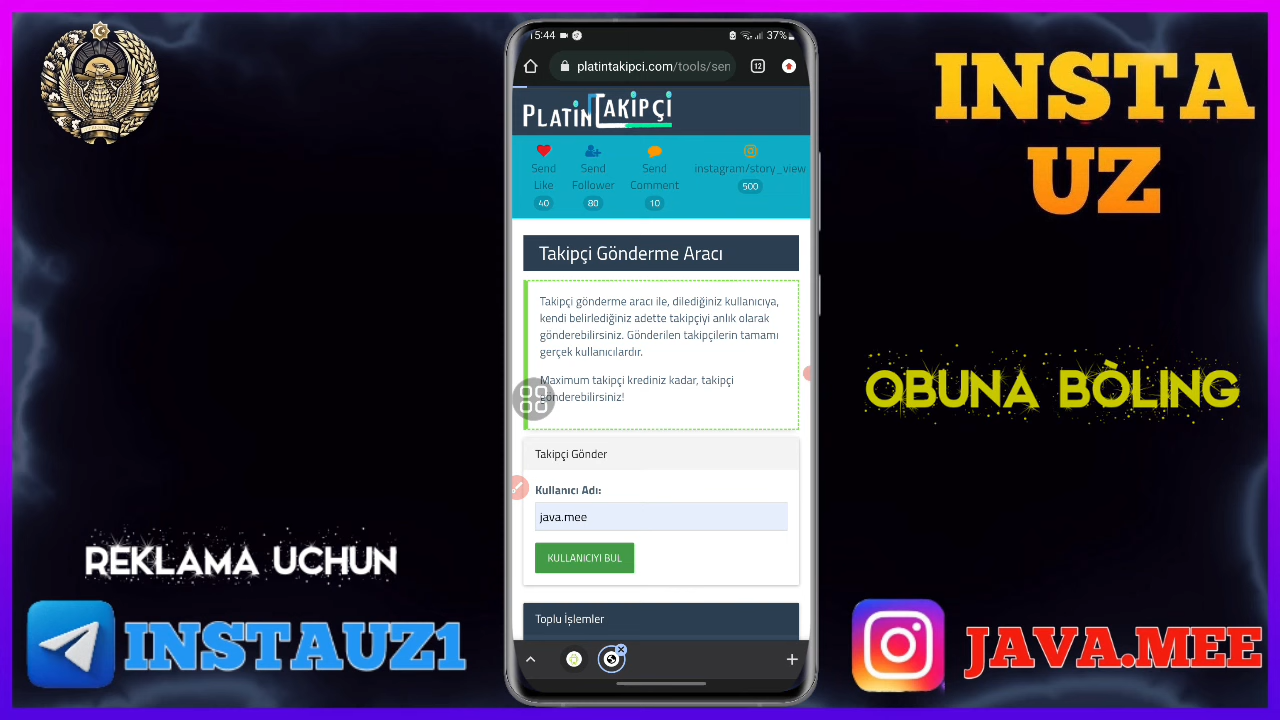 15:44
37%
platintakipci.com/tools/sen
12
PLATIN TAKİPÇİ
Send Like
40
Send Follower
80
Send Comment
10
instagram/story_view
500
Takipçi Gönderme Aracı
Takipçi gönderme aracı ile, dilediğiniz kullanıcıya,
kendi belirlediğiniz adette takipçiyi anlık olarak
gönderebilirsiniz. Gönderilen takipçilerin tamamı
gerçek kullanıcılardır.
Maximum takipçi krediniz kadar, takipçi
gönderebilirsiniz!
Takipçi Gönder
Kullanıcı Adı:
java.mee
KULLANICIYI BUL
Toplu İşlemler
INSTA
UZ
OBUNA BÒLING
REKLAMA UCHUN
INSTAUZ1
JAVA.MEE